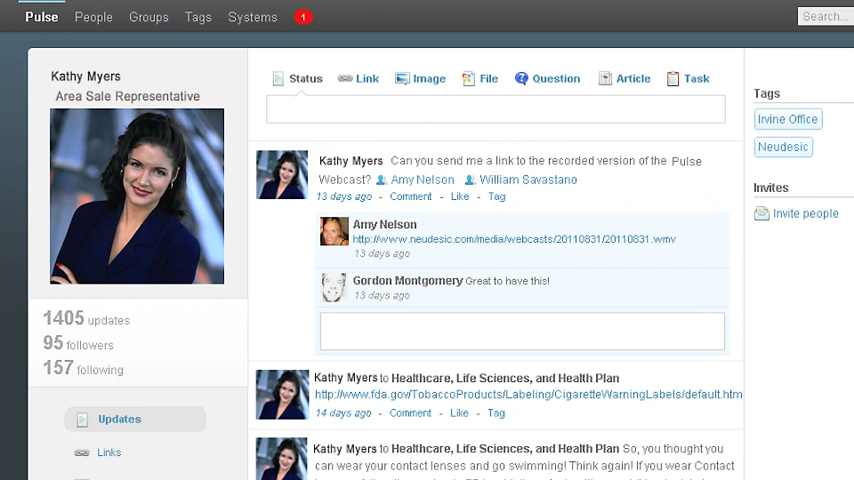 Pulse People Groups Tags Systems 1 Search...
Kathy Myers
Area Sale Representative
1405 updates
95 followers
157 following
Updates
Links
Status Link Image File Question Article Task
Kathy Myers Can you send me a link to the recorded version of the Pulse
Webcast? Amy Nelson William Savastano
13 days ago - Comment - Like - Tag
Amy Nelson
http://www.neudesic.com/media/webcasts/20110831/20110831.wmv
13 days ago
Gordon Montgomery Great to have this!
13 days ago
Kathy Myers to Healthcare, Life Sciences, and Health Plan
http://www.fda.gov/TobaccoProducts/Labeling/CigaretteWarningLabels/default.htm
14 days ago - Comment - Like - Tag
Kathy Myers to Healthcare, Life Sciences, and Health Plan So, you thought you
can wear your contact lenses and go swimming! Think again! If you wear Contact
Tags
Irvine Office
Neudesic
Invites
Invite people